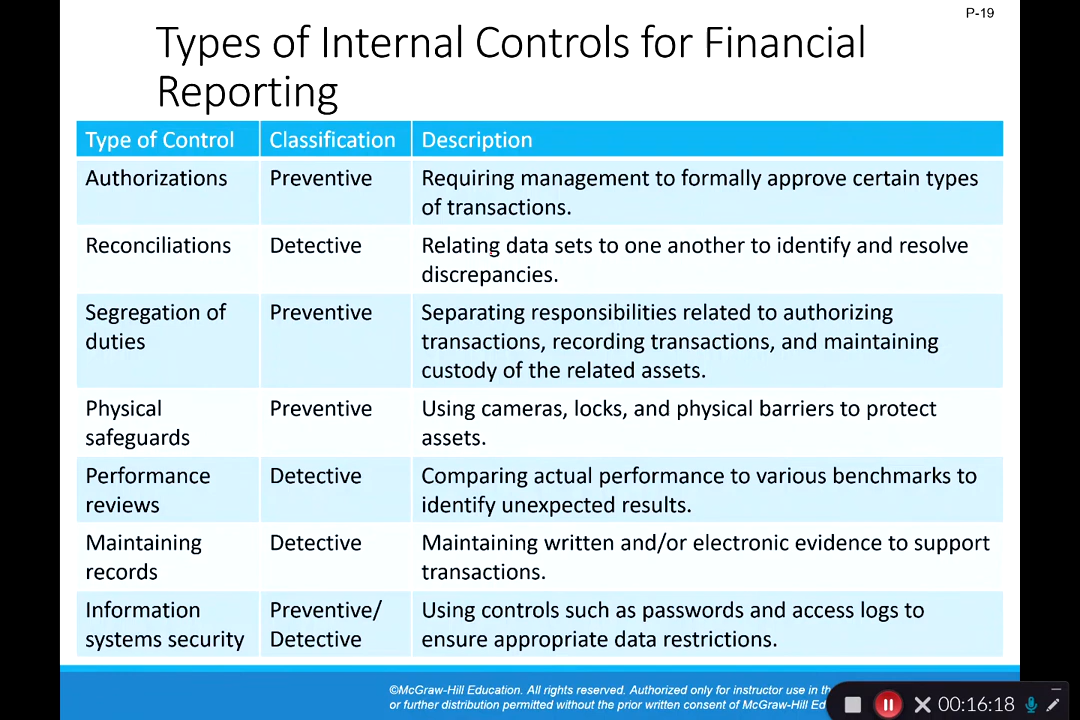 P-19
Types of Internal Controls for Financial
Reporting
Type of Control Classification Description
Authorizations Preventive Requiring management to formally approve certain types
of transactions.
Reconciliations Detective Relating data sets to one another to identify and resolve
discrepancies.
Segregation of Preventive Separating responsibilities related to authorizing
duties transactions, recording transactions, and maintaining
custody of the related assets.
Physical Preventive Using cameras, locks, and physical barriers to protect
safeguards assets.
Performance Detective Comparing actual performance to various benchmarks to
reviews identify unexpected results.
Maintaining Detective Maintaining written and/or electronic evidence to support
records transactions.
Information Preventive/ Using controls such as passwords and access logs to
systems security Detective ensure appropriate data restrictions.
©McGraw-Hill Education. All rights reserved. Authorized only for instructor use in
or further distribution permitted without the prior written consent of McGraw-Hill
00:16:18